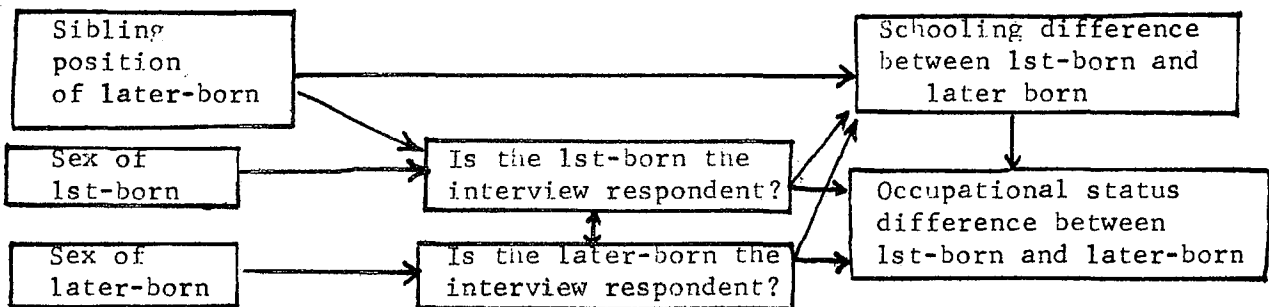 Sibling
position
of later-born
Schooling difference
between 1st-born and
later born
Sex of
1st-born
Is the 1st-born the
interview respondent?
Occupational status
difference between
1st-born and later-born
Sex of
later-born
Is the later-born the
interview respondent?